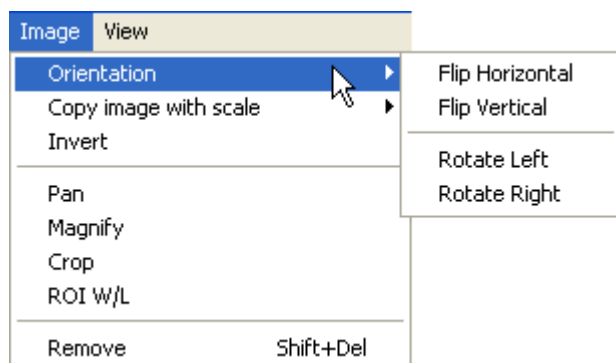 Image View
Orientation
Copy image with scale
Invert
Pan
Magnify
Crop
ROI W/L
Remove Shift+Del
Flip Horizontal
Flip Vertical
Rotate Left
Rotate Right